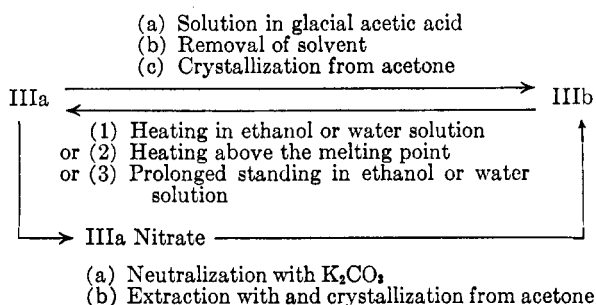 (a) Solution in glacial acetic acid
(b) Removal of solvent
(c) Crystallization from acetone
IIIa IIIb
(1) Heating in ethanol or water solution
or (2) Heating above the melting point
or (3) Prolonged standing in ethanol or water
solution
IIIa Nitrate
(a) Neutralization with K₂CO₃
(b) Extraction with and crystallization from acetone